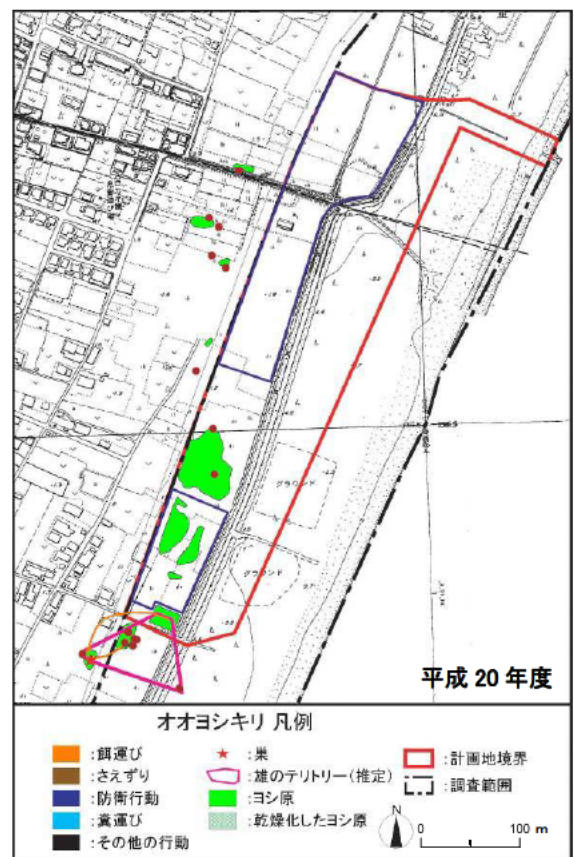 グラウンド
グラウンド
平成 20 年度
オオヨシキリ 凡例
:餌運び
:さえずり
:防衛行動
:糞運び
:その他の行動
:巣
:雄のテリトリー(推定)
:ヨシ原
:乾燥化したヨシ原
:計画地境界
:調査範囲
N
0 100 m